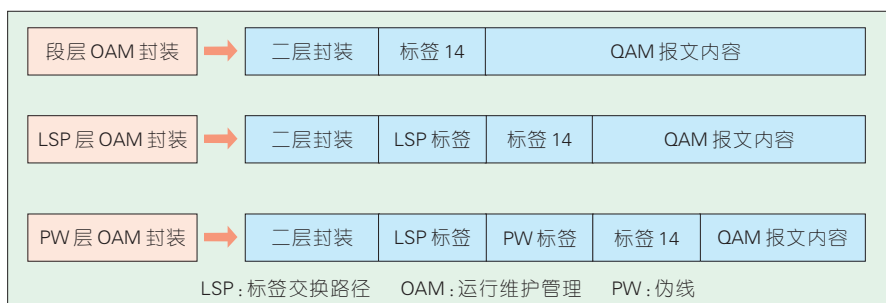 段层 OAM 封装 二层封装 标签 14 QAM 报文内容
LSP 层 OAM 封装 二层封装 LSP 标签 标签 14 QAM 报文内容
PW 层 OAM 封装 二层封装 LSP 标签 PW 标签 标签 14 QAM 报文内容
LSP：标签交换路径 OAM：运行维护管理 PW：伪线